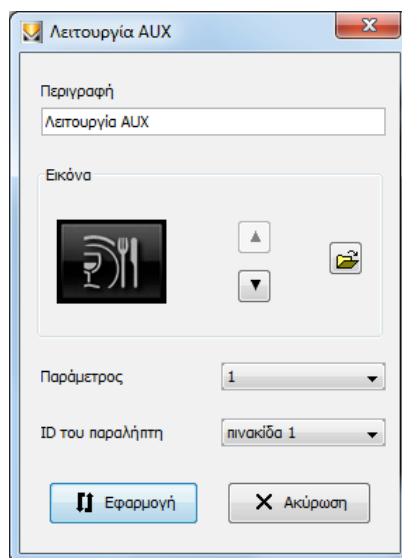 Λειτουργία AUX
Περιγραφή
Λειτουργία AUX
Εικόνα
Παράμετρος 1
ID του παραλήπτη πινακίδα 1
Εφαρμογή Ακύρωση